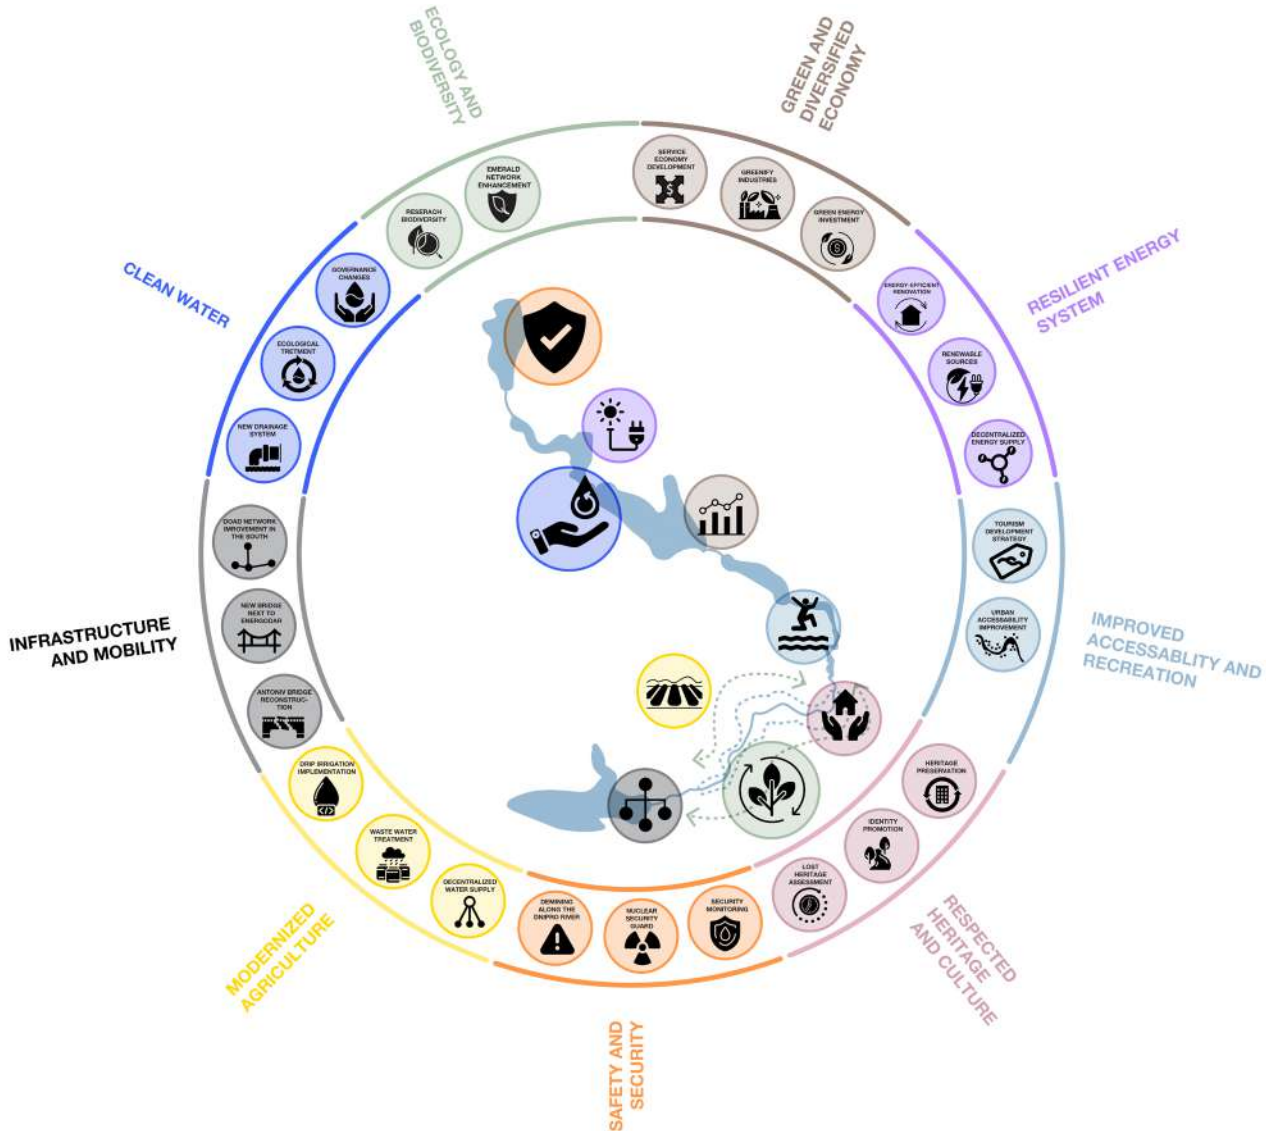 ECOLOGY AND
BIODIVERSITY
GREEN AND
DIVERSIFIED
ECONOMY
SERVICE
ECONOMY
DEVELOPMENT
GREENIFY
INDUSTRIES
GREEN ENERGY
INVESTMENT
EMERALD
NETWORK
ENHANCEMENT
RESERACH
BIODIVERSITY
CLEAN WATER
GOVERNANCE
CHANGES
ECOLOGICAL
TRETMENT
NEW DRAINAGE
SYSTEM
RESILIENT ENERGY
SYSTEM
ENERGY-EFFICIENT
RENOVATION
RENEWABLE
SOURCES
DECENTRALIZED
ENERGY SUPPLY
INFRASTRUCTURE
AND MOBILITY
DOAD NETWORK
IMROVEMENT IN
THE SOUTH
NEW BRIDGE
NEXT TO
ENERGODAR
ANTONIV BRIDGE
RECONSTRUC-
TION
IMPROVED
ACCESSABLITY AND
RECREATION
TOURISM
DEVELOPMENT
STRATEGY
URBAN
ACCESSABILITY
IMPROVEMENT
MODERNIZED
AGRICULTURE
DRIP IRRIGATION
IMPLEMENTATION
</>
WASTE WATER
TREATMENT
DECENTRALIZED
WATER SUPPLY
SAFETY AND
SECURITY
DEMINING
ALONG THE
DNIPRO RIVER
NUCLEAR
SECURITY
GUARD
SECURITY
MONITORING
RESPECTED
HERITAGE
AND CULTURE
LOST
HERITAGE
ASSESSMENT
IDENTITY
PROMOTION
HERITAGE
PRESERVATION